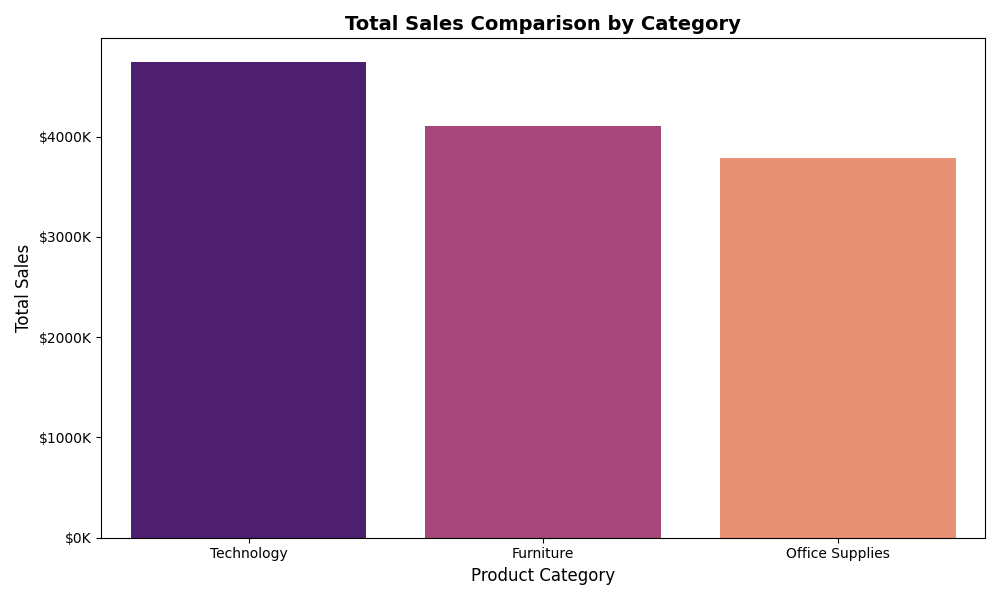 Total Sales Comparison by Category
Total Sales
$4000K
$3000K
$2000K
$1000K
$0K
Technology
Furniture
Office Supplies
Product Category